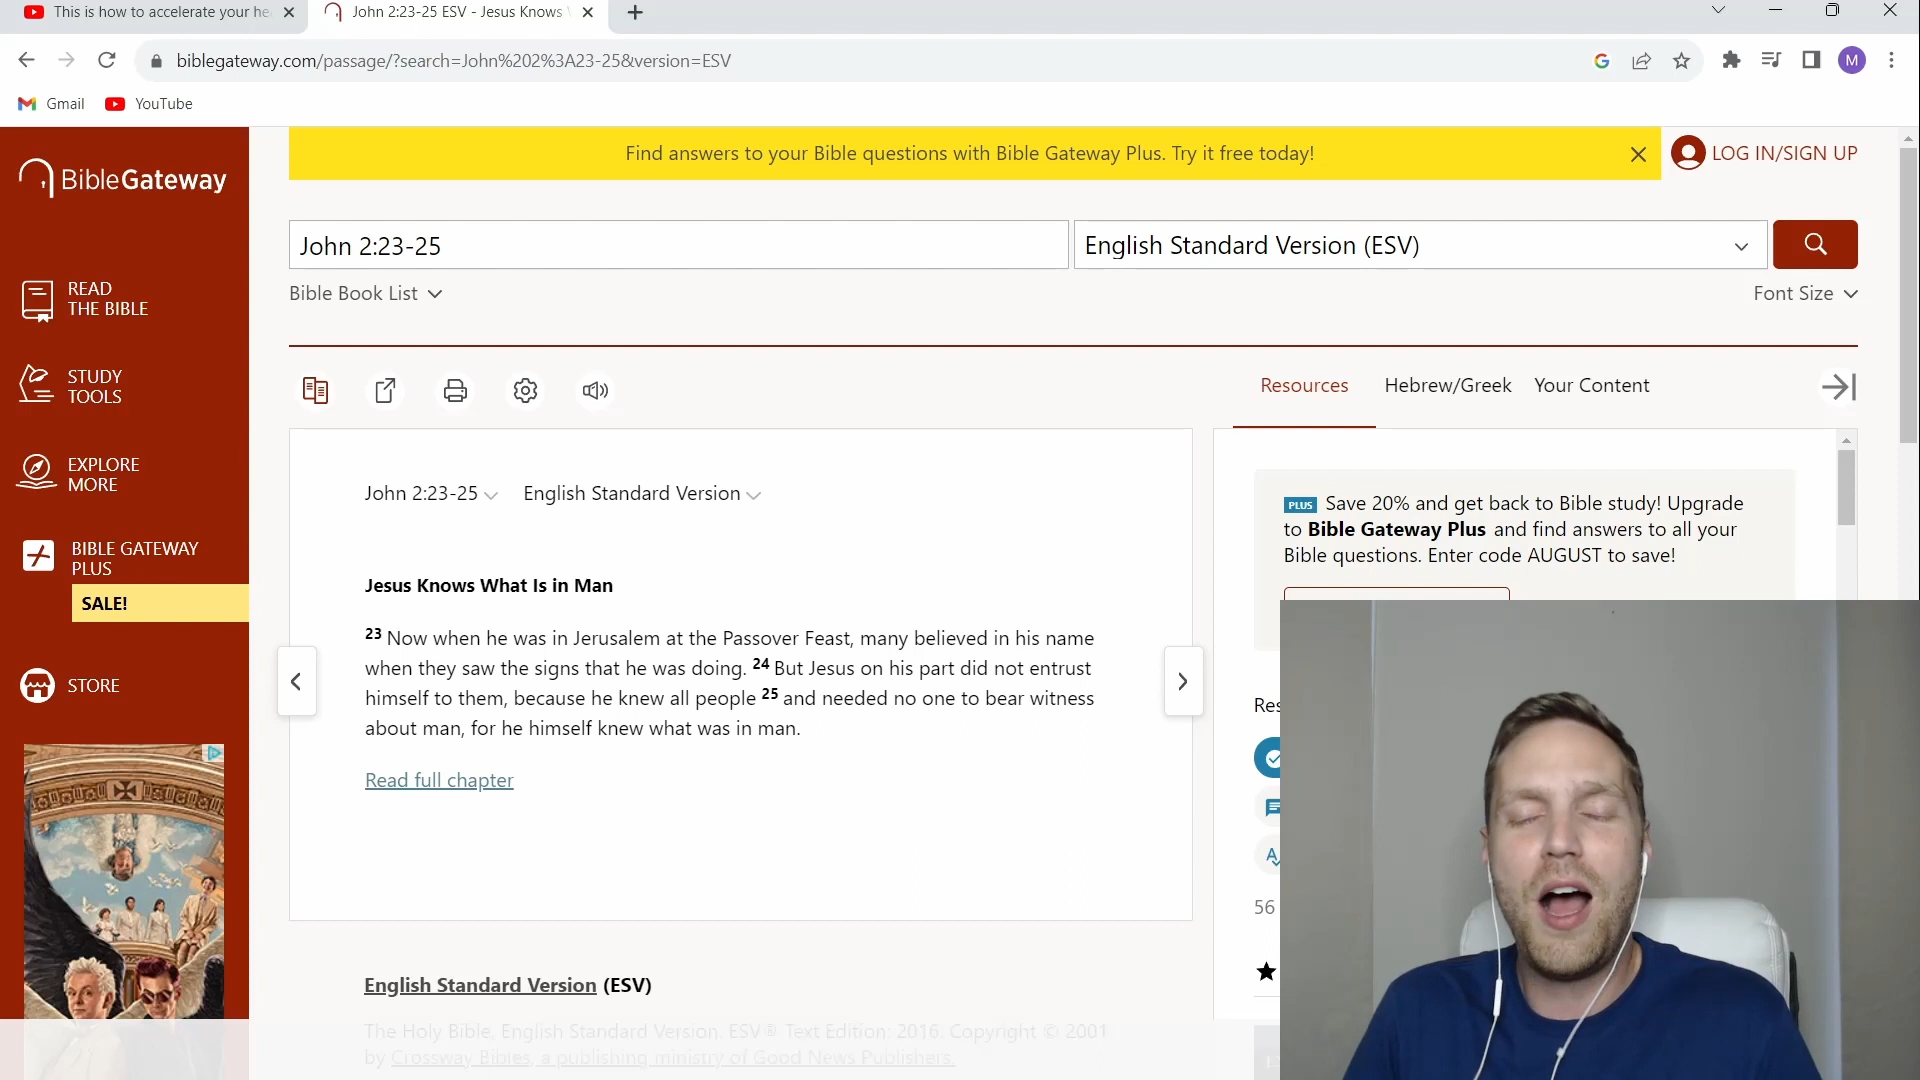 This is how to accelerate your he
John 2:23-25 ESV - Jesus Knows
biblegateway.com/passage/?search=John%202%3A23-25&version=ESV
M
Gmail YouTube
Find answers to your Bible questions with Bible Gateway Plus. Try it free today!
LOG IN/SIGN UP
BibleGateway
John 2:23-25
English Standard Version (ESV)
Bible Book List
Font Size
READ
THE BIBLE
STUDY
TOOLS
EXPLORE
MORE
BIBLE GATEWAY
PLUS
SALE!
STORE
Resources Hebrew/Greek Your Content
John 2:23-25 English Standard Version
Jesus Knows What Is in Man
23 Now when he was in Jerusalem at the Passover Feast, many believed in his name
when they saw the signs that he was doing. 24 But Jesus on his part did not entrust
himself to them, because he knew all people 25 and needed no one to bear witness
about man, for he himself knew what was in man.
Read full chapter
English Standard Version (ESV)
The Holy Bible, English Standard Version. ESV® Text Edition: 2016. Copyright © 2001
by Crossway Bibles, a publishing ministry of Good News Publishers.
PLUS Save 20% and get back to Bible study! Upgrade
to Bible Gateway Plus and find answers to all your
Bible questions. Enter code AUGUST to save!
Res
56